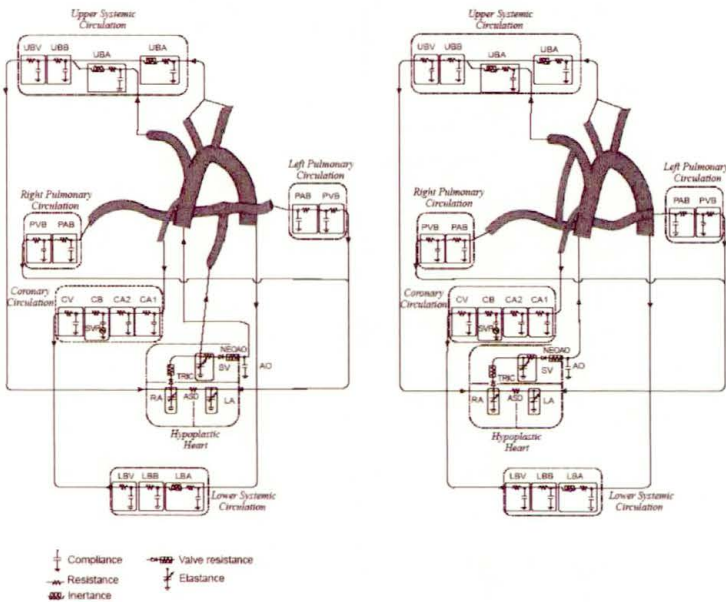 Upper Systemic
Circulation
UBV
UBB
UBA
UBA
Left Pulmonary
Circulation
PAB
PVB
Right Pulmonary
Circulation
PVB
PAB
Coronary
Circulation
CV
CB
CA2
CA1
SVP
NEOAO
SV
AO
TRIC
RA
ASD
LA
Hypoplastic
Heart
LBV
LBB
LBA
Lower Systemic
Circulation
Upper Systemic
Circulation
UBV
UBB
UBA
UBA
Left Pulmonary
Circulation
PAB
PVB
Right Pulmonary
Circulation
PVB
PAB
Coronary
Circulation
CV
CB
CA2
CA1
SVP
NEOAO
SV
AO
TRIC
RA
ASD
LA
Hypoplastic
Heart
LBV
LBB
LBA
Lower Systemic
Circulation
Compliance
Valve resistance
Resistance
Elastance
Inertance